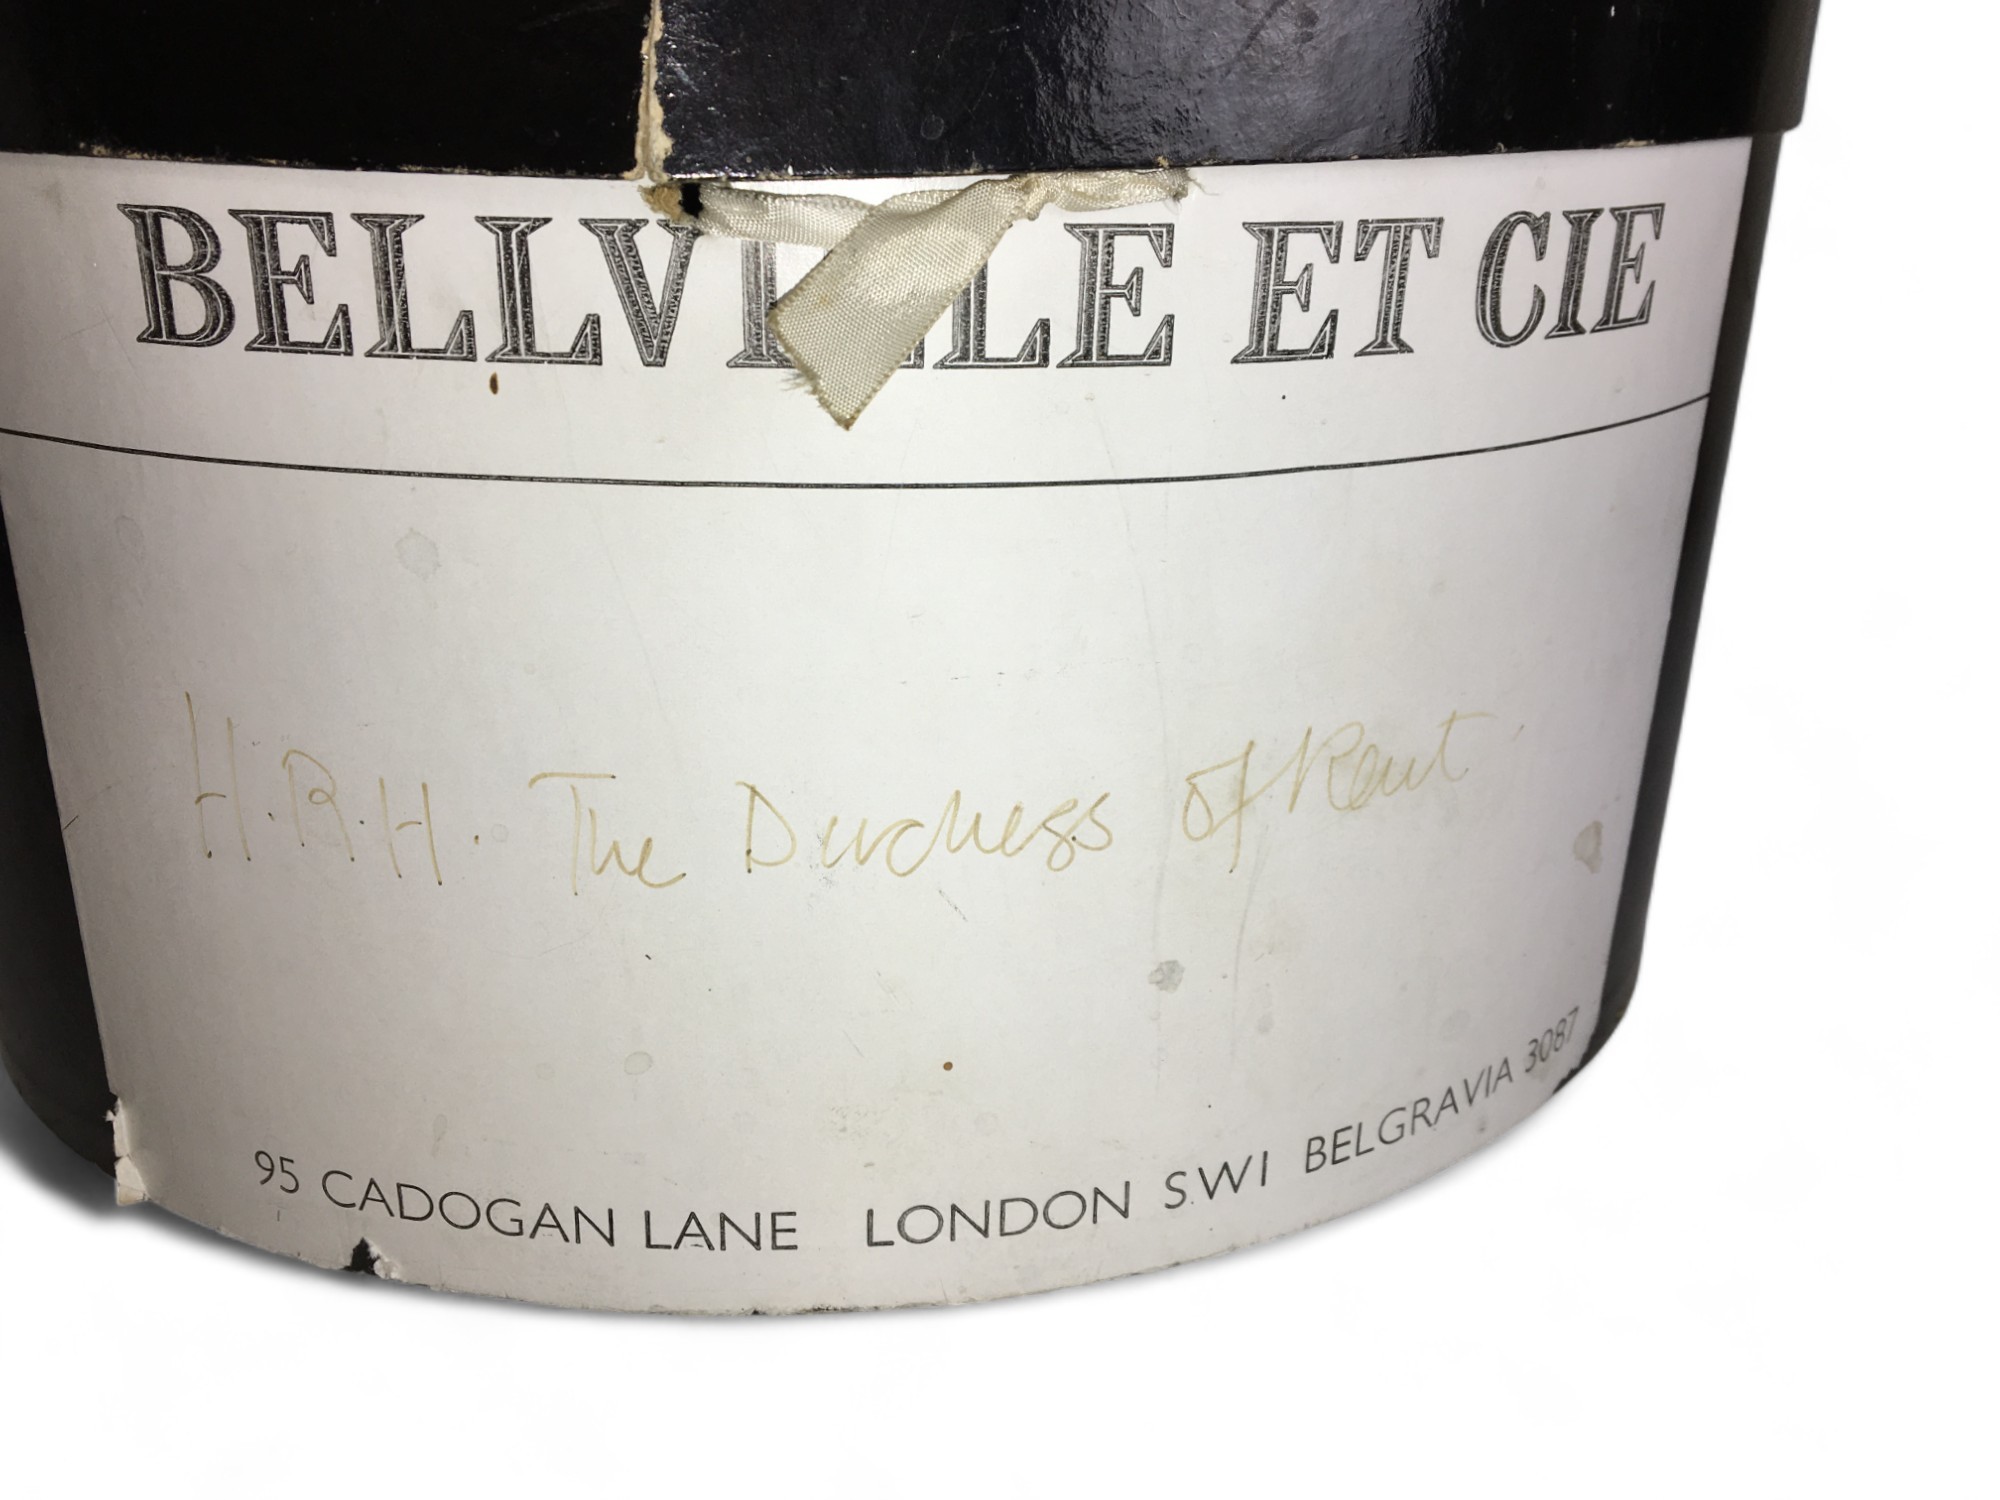 BELLVILLE ET CIE
H.R.H. The Duchess of Kent
95 CADOGAN LANE LONDON S.W1 BELGRAVIA 3087